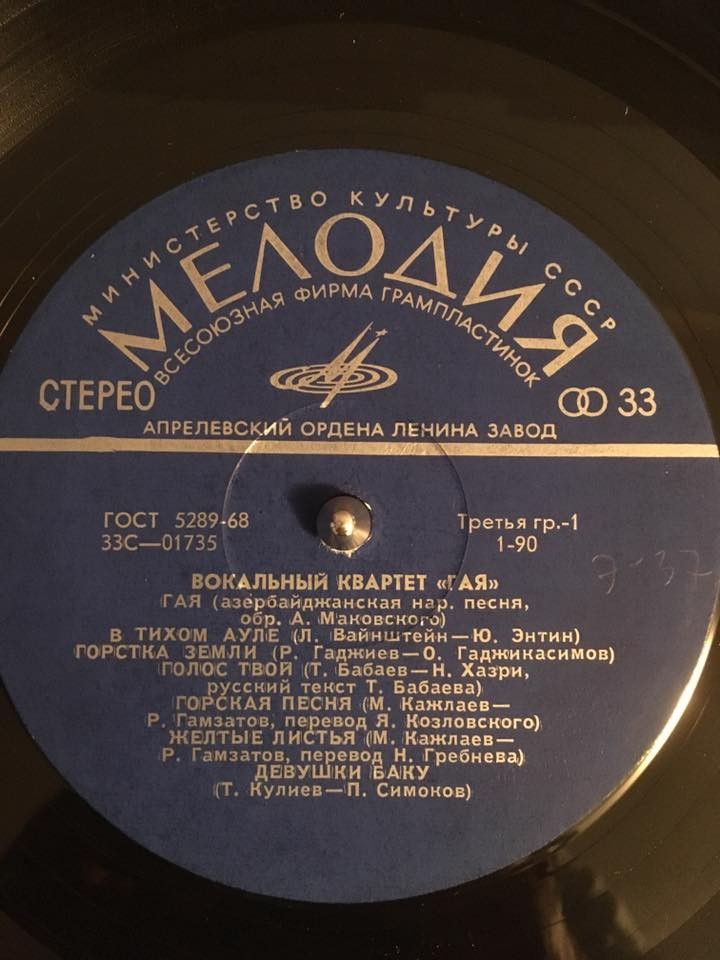 МИНИСТЕРСТВО КУЛЬТУРЫ СССР
МЕЛОДИЯ
ВСЕСОЮЗНАЯ ФИРМА ГРАМПЛАСТИНОК
СТЕРЕО
33
АПРЕЛЕВСКИЙ ОРДЕНА ЛЕНИНА ЗАВОД
ГОСТ 5289-68
Третья гр.-1
33С—01735
1-90
ВОКАЛЬНЫЙ КВАРТЕТ «ГАЯ»
ГАЯ (азербайджанская нар. песня,
обр. А. Маковского)
В ТИХОМ АУЛЕ (Л. Вайнштейн—Ю. Энтин)
ГОРСТКА ЗЕМЛИ (Р. Гаджиев—О. Гаджикасимов)
ГОЛОС ТВОЙ (Т. Бабаев—Н. Хазри,
русский текст Т. Бабаева)
ГОРСКАЯ ПЕСНЯ (М. Кажлаев—
Р. Гамзатов, перевод Я. Козловского)
ЖЕЛТЫЕ ЛИСТЬЯ (М. Кажлаев—
Р. Гамзатов, перевод Н. Гребнева)
ДЕВУШКИ БАКУ
(Т. Кулиев—П. Симоков)